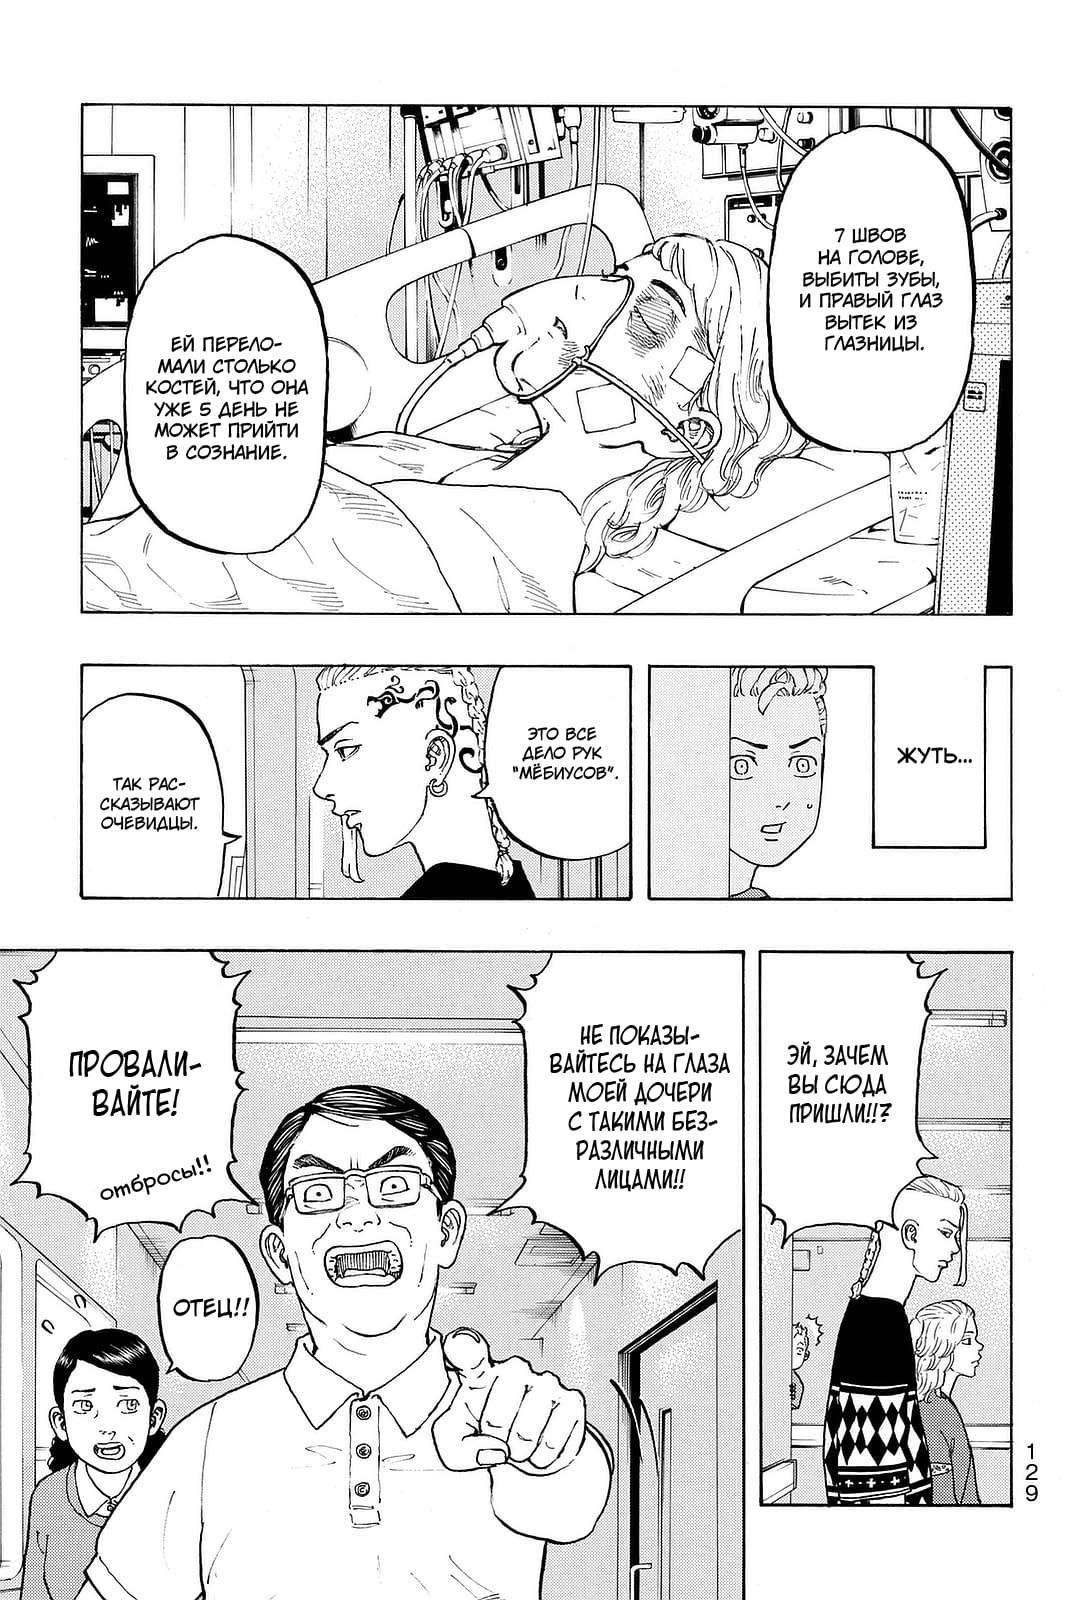 7 ШВОВ
НА ГОЛОВЕ,
ВЫБИТЫ ЗУБЫ,
И ПРАВЫЙ ГЛАЗ
ВЫТЕК ИЗ
ГЛАЗНИЦЫ.
ЕЙ ПЕРЕЛО-
МАЛИ СТОЛЬКО
КОСТЕЙ, ЧТО ОНА
УЖЕ 5 ДЕНЬ НЕ
МОЖЕТ ПРИЙТИ
В СОЗНАНИЕ.
ЖУТЬ...
ЭТО ВСЕ
ДЕЛО РУК
"МЁБИУСОВ".
ТАК РАС-
СКАЗЫВАЮТ
ОЧЕВИДЦЫ.
ЭЙ, ЗАЧЕМ
ВЫ СЮДА
ПРИШЛИ!!?
НЕ ПОКАЗЫ-
ВАЙТЕСЬ НА ГЛАЗА
МОЕЙ ДОЧЕРИ
С ТАКИМИ БЕЗ-
РАЗЛИЧНЫМИ
ЛИЦАМИ!!
ПРОВАЛИ-
ВАЙТЕ!
отбросы!!
ОТЕЦ!!
129